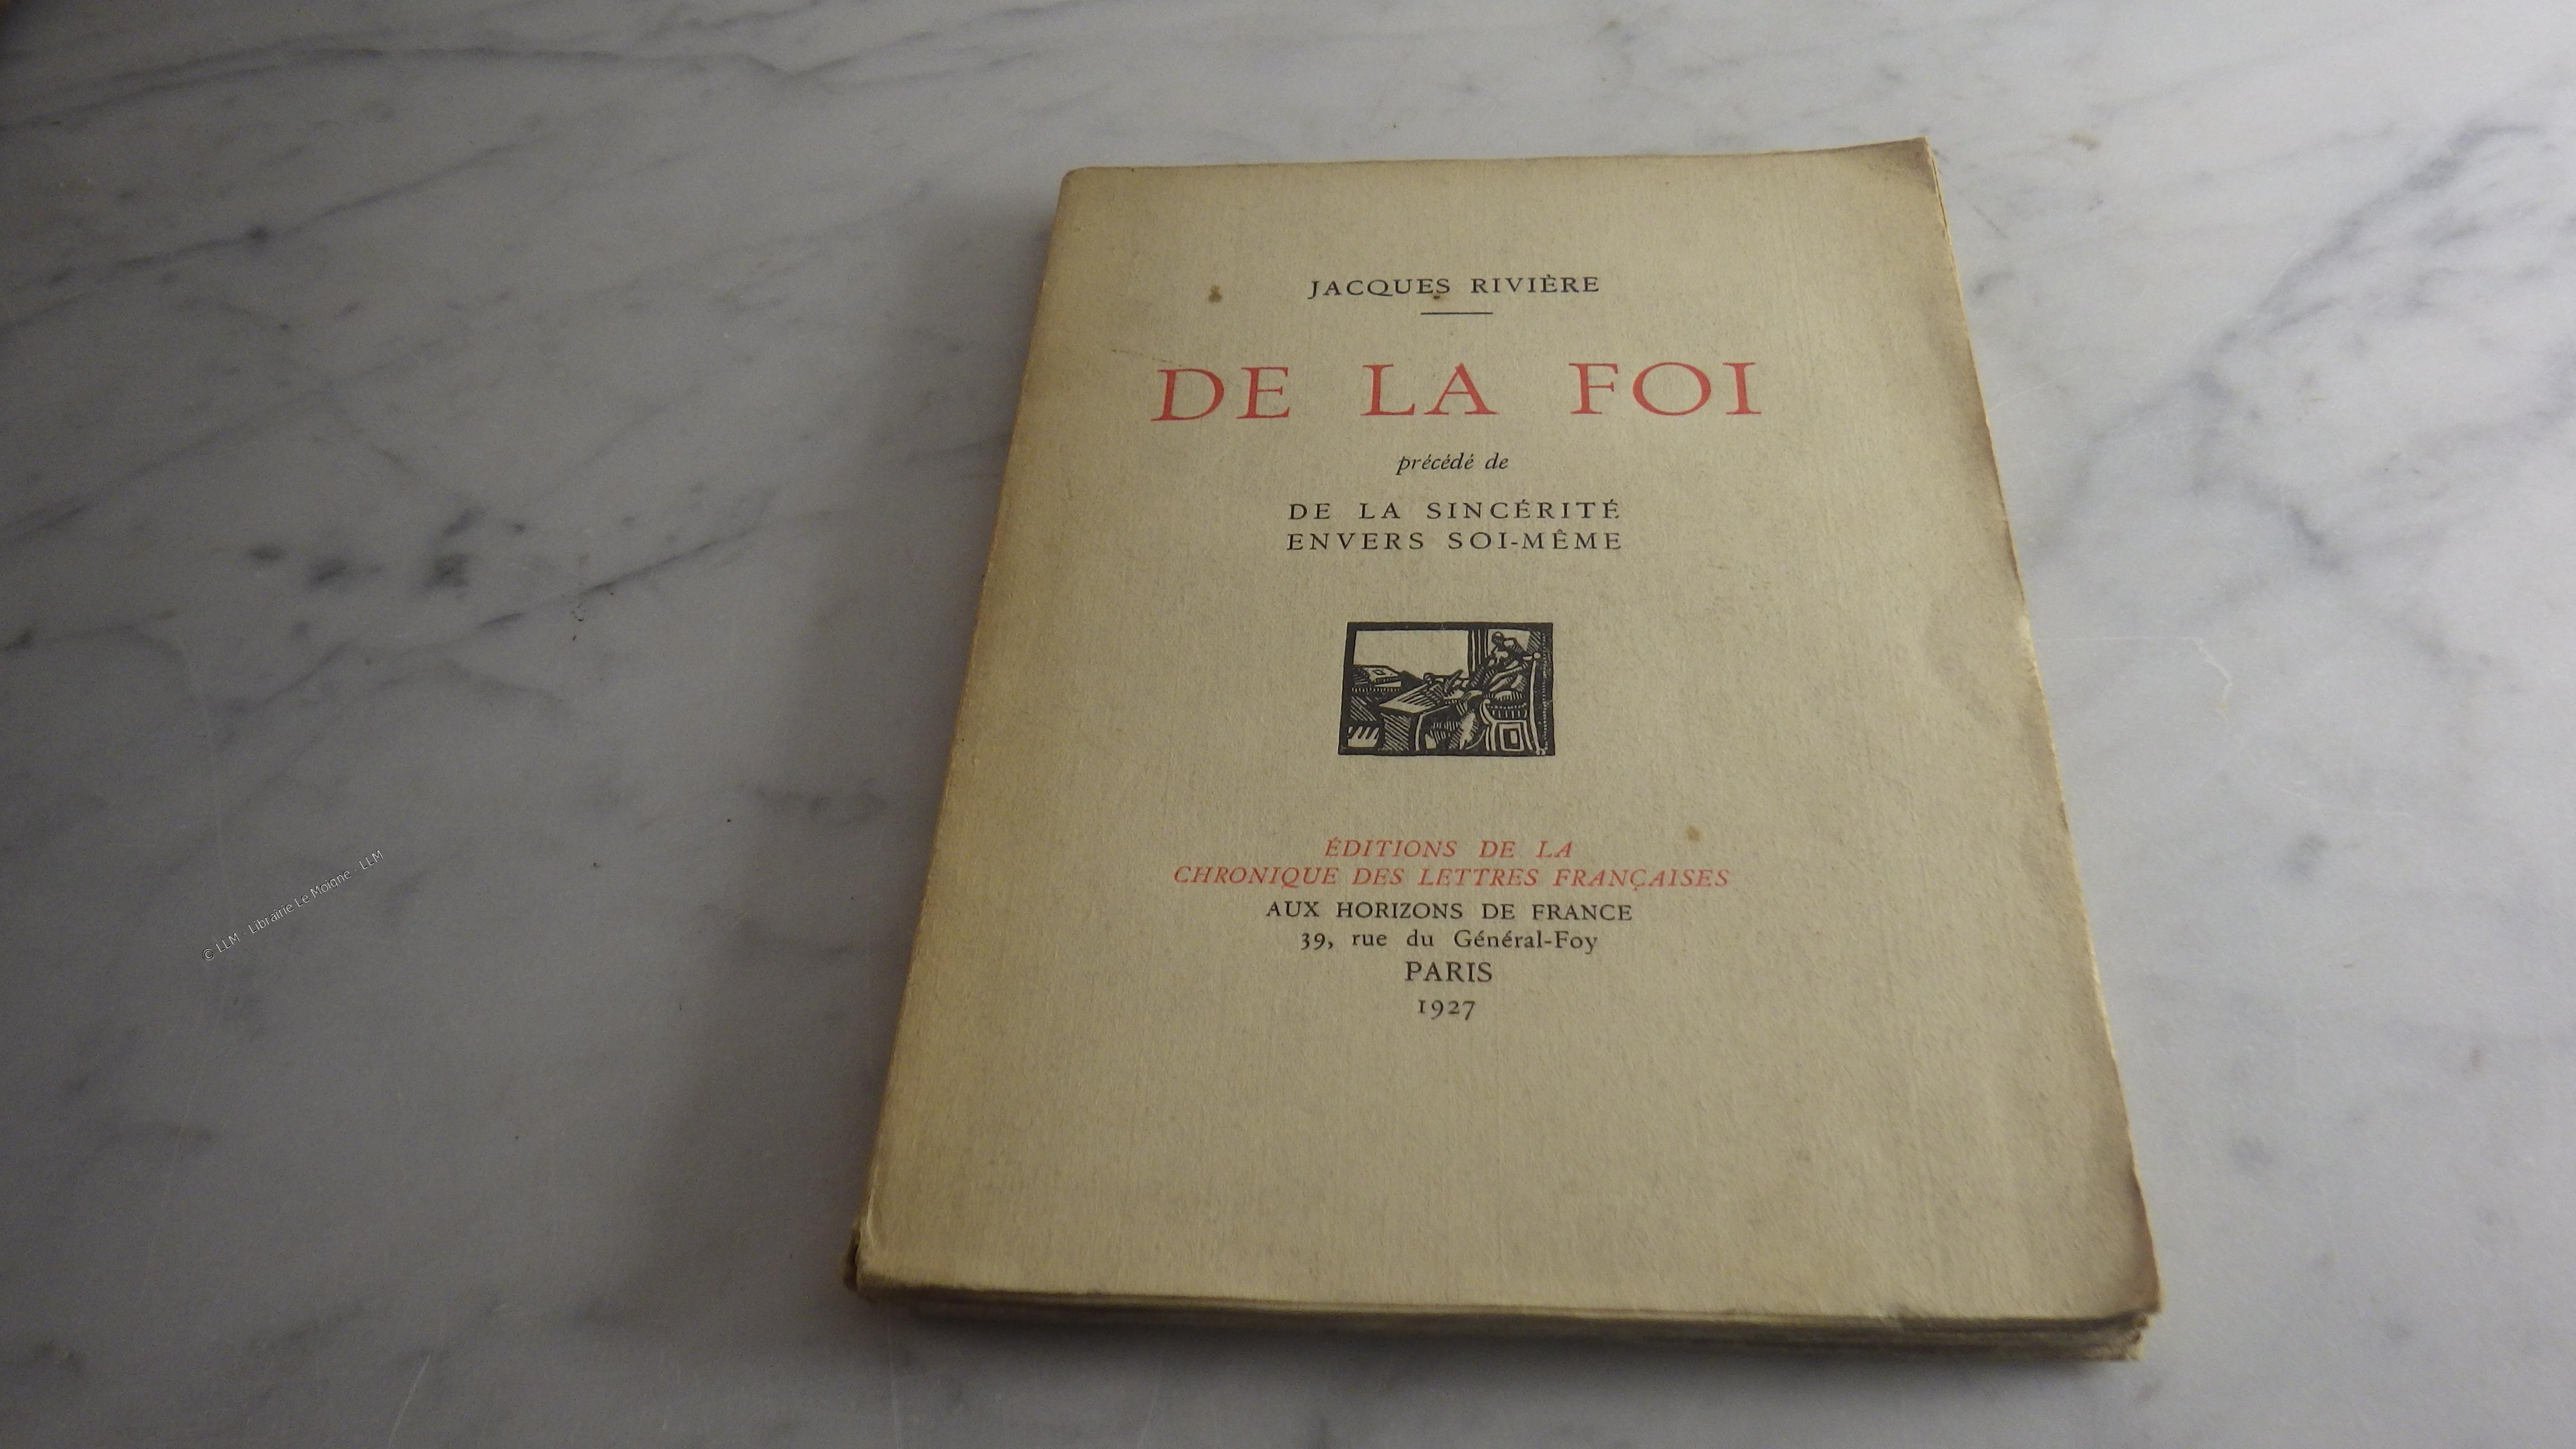 JACQUES RIVIÈRE
DE LA FOI
précédé de
DE LA SINCÉRITÉ
ENVERS SOI-MÊME
ÉDITIONS DE LA
CHRONIQUE DES LETTRES FRANÇAISES
AUX HORIZONS DE FRANCE
39, rue du Général-Foy
PARIS
1927
© LLM - Librairie Le Moigne - LLM